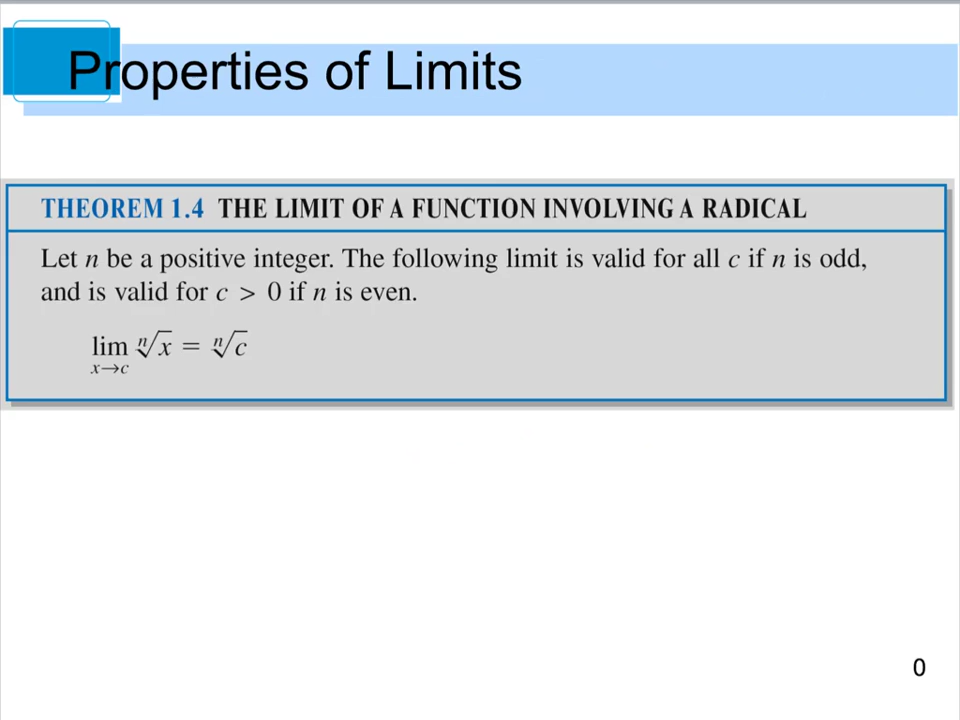 Properties of Limits
THEOREM 1.4 THE LIMIT OF A FUNCTION INVOLVING A RADICAL
Let n be a positive integer. The following limit is valid for all c if n is odd,
and is valid for c > 0 if n is even.
lim ⁿ√x = ⁿ√c
x→c
0